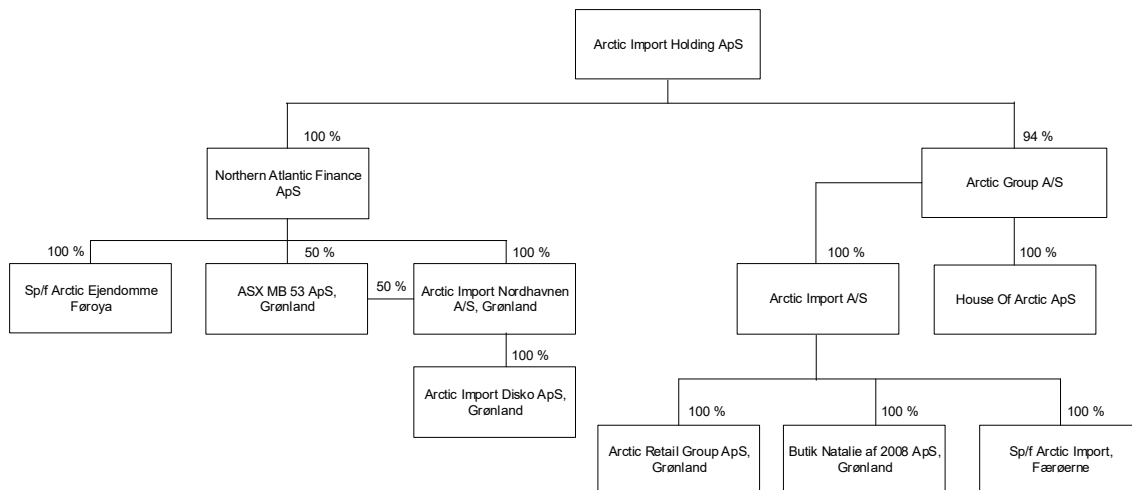 Arctic Import Holding ApS
100 %
94 %
Northern Atlantic Finance
ApS
Arctic Group A/S
100 %
50 %
100 %
100 %
100 %
Sp/f Arctic Ejendomme
Føroya
ASX MB 53 ApS,
Grønland
50 %
Arctic Import Nordhavnen
A/S, Grønland
Arctic Import A/S
House Of Arctic ApS
100 %
Arctic Import Disko ApS,
Grønland
100 %
100 %
100 %
Arctic Retail Group ApS,
Grønland
Butik Natalie af 2008 ApS,
Grønland
Sp/f Arctic Import,
Færøerne